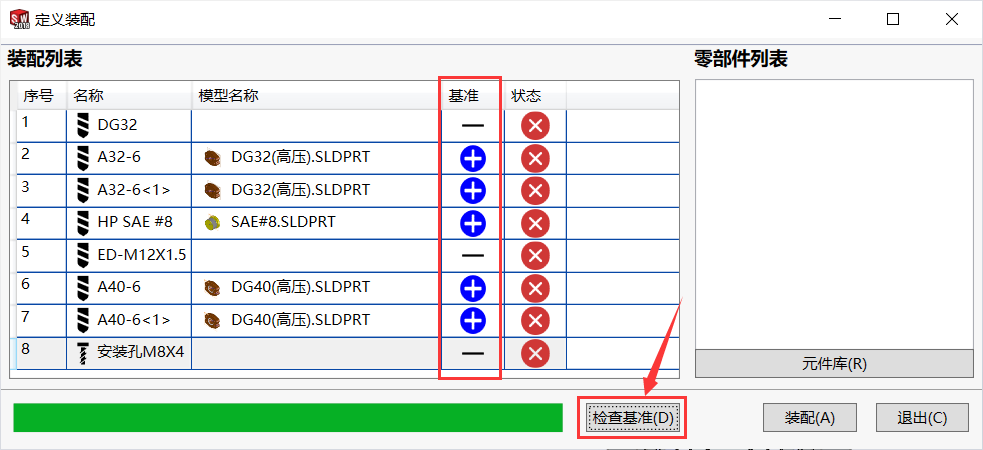 定义装配
装配列表
零部件列表
序号 名称 模型名称 基准 状态
1 DG32
2 A32-6 DG32(高压).SLDPRT
3 A32-6<1> DG32(高压).SLDPRT
4 HP SAE #8 SAE#8.SLDPRT
5 ED-M12X1.5
6 A40-6 DG40(高压).SLDPRT
7 A40-6<1> DG40(高压).SLDPRT
8 安装孔M8X4
元件库(R)
检查基准(D) 装配(A) 退出(C)